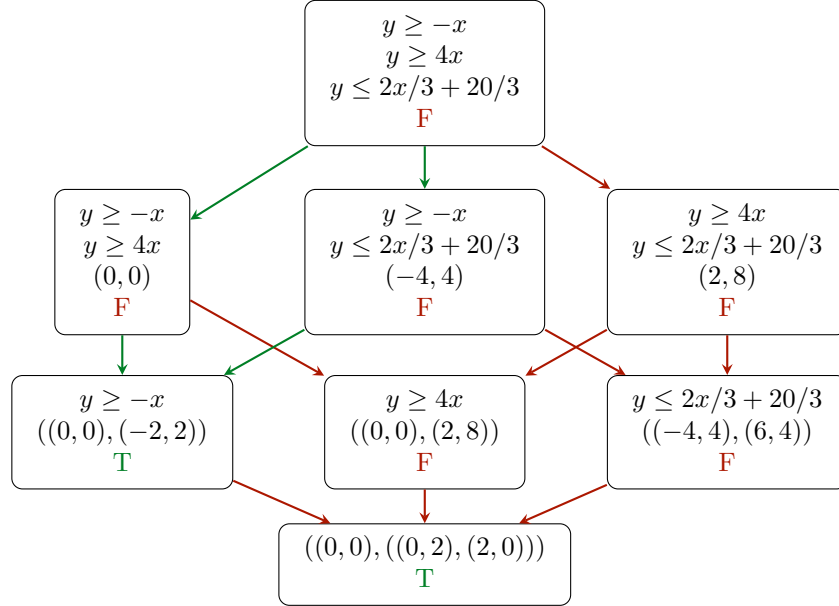 y ≥ −x
y ≥ 4x
y ≤ 2x/3 + 20/3
F
y ≥ −x
y ≥ 4x
(0, 0)
F
y ≥ −x
y ≤ 2x/3 + 20/3
(−4, 4)
F
y ≥ 4x
y ≤ 2x/3 + 20/3
(2, 8)
F
y ≥ −x
((0, 0), (−2, 2))
T
y ≥ 4x
((0, 0), (2, 8))
F
y ≤ 2x/3 + 20/3
((−4, 4), (6, 4))
F
((0, 0), ((0, 2), (2, 0)))
T